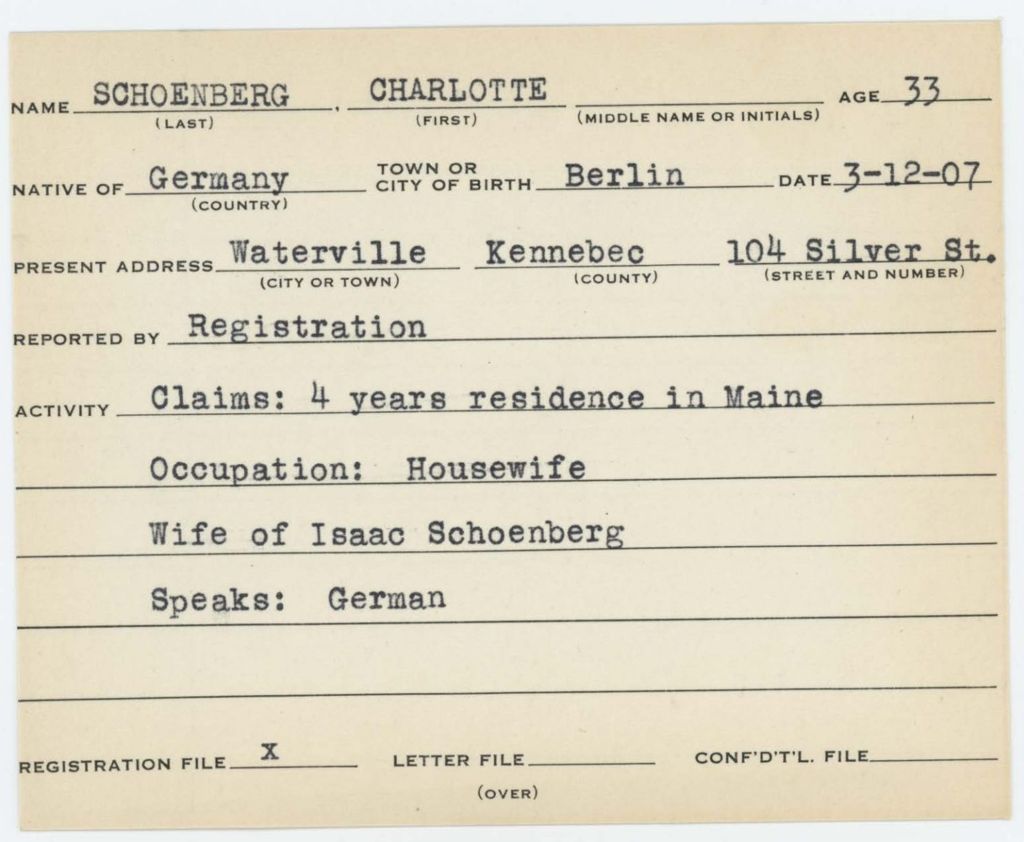 NAME SCHOENBERG, CHARLOTTE AGE 33
(LAST) (FIRST) (MIDDLE NAME OR INITIALS)
NATIVE OF Germany TOWN OR CITY OF BIRTH Berlin DATE 3-12-07
(COUNTRY)
PRESENT ADDRESS Waterville Kennebec 104 Silver St.
(CITY OR TOWN) (COUNTY) (STREET AND NUMBER)
REPORTED BY Registration
ACTIVITY Claims: 4 years residence in Maine
Occupation: Housewife
Wife of Isaac Schoenberg
Speaks: German
REGISTRATION FILE X LETTER FILE CONF'D'T'L. FILE
(OVER)